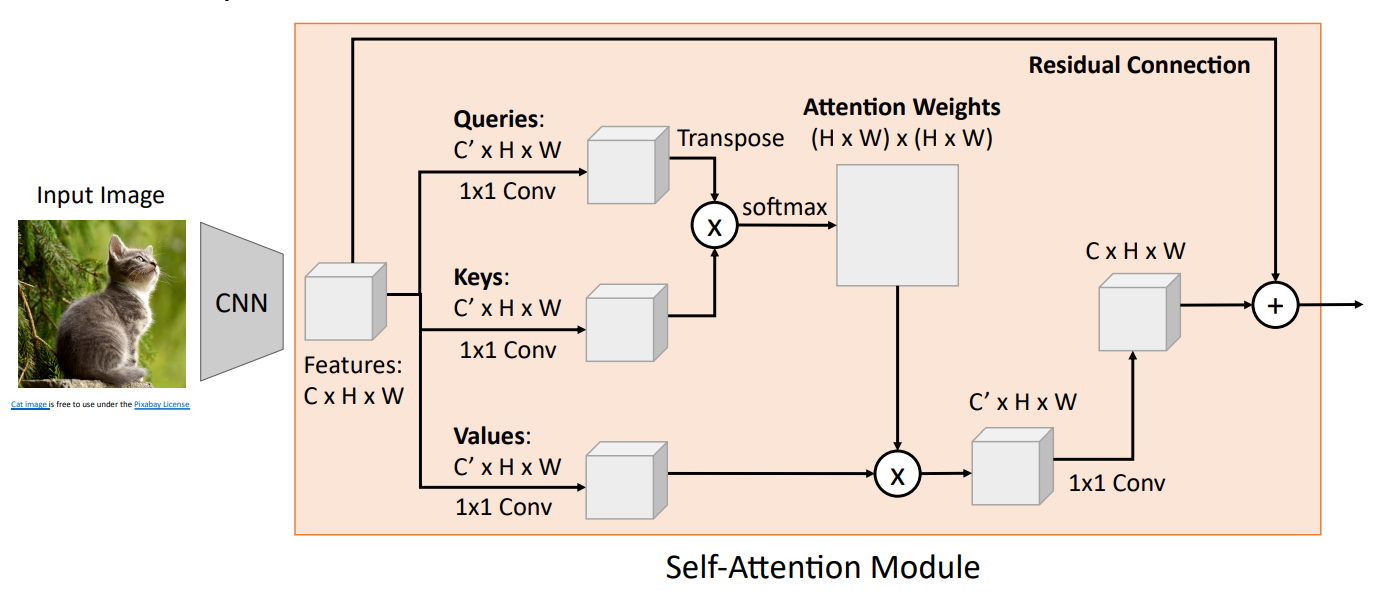 Residual Connection
Attention Weights
(H x W) x (H x W)
Queries:
C’ x H x W
1x1 Conv
Transpose
Input Image
x
softmax
C x H x W
Keys:
C’ x H x W
1x1 Conv
CNN
+
Features:
C x H x W
Cat image is free to use under the Pixabay License
C’ x H x W
Values:
C’ x H x W
1x1 Conv
x
1x1 Conv
Self-Attention Module